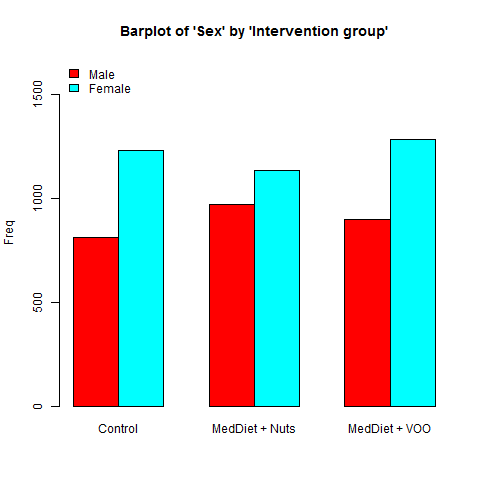 Barplot of 'Sex' by 'Intervention group'
Male
Female
Freq
1500
1000
500
0
Control
MedDiet + Nuts
MedDiet + VOO